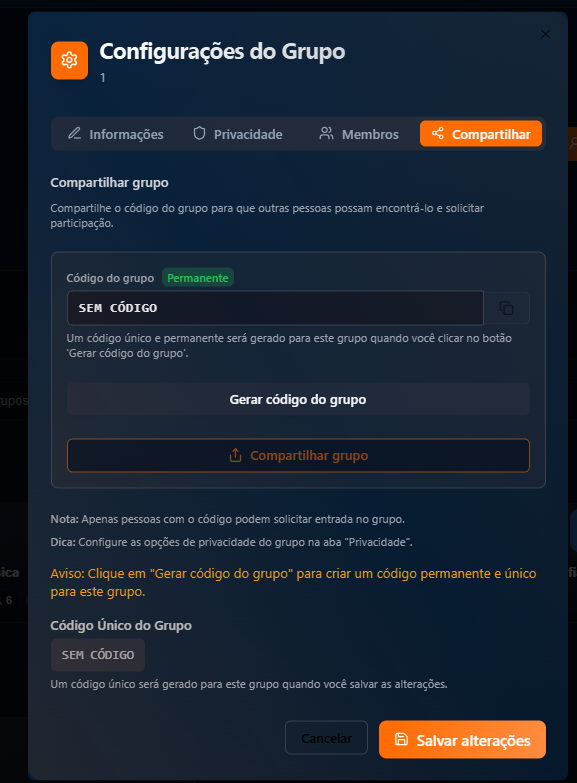 Configurações do Grupo
1
Informações Privacidade Membros Compartilhar
Compartilhar grupo
Compartilhe o código do grupo para que outras pessoas possam encontrá-lo e solicitar
participação.
Código do grupo Permanente
SEM CÓDIGO
Um código único e permanente será gerado para este grupo quando você clicar no botão
'Gerar código do grupo'.
Gerar código do grupo
Compartilhar grupo
Nota: Apenas pessoas com o código podem solicitar entrada no grupo.
Dica: Configure as opções de privacidade do grupo na aba "Privacidade".
Aviso: Clique em "Gerar código do grupo" para criar um código permanente e único
para este grupo.
Código Único do Grupo
SEM CÓDIGO
Um código único será gerado para este grupo quando você salvar as alterações.
Cancelar Salvar alterações